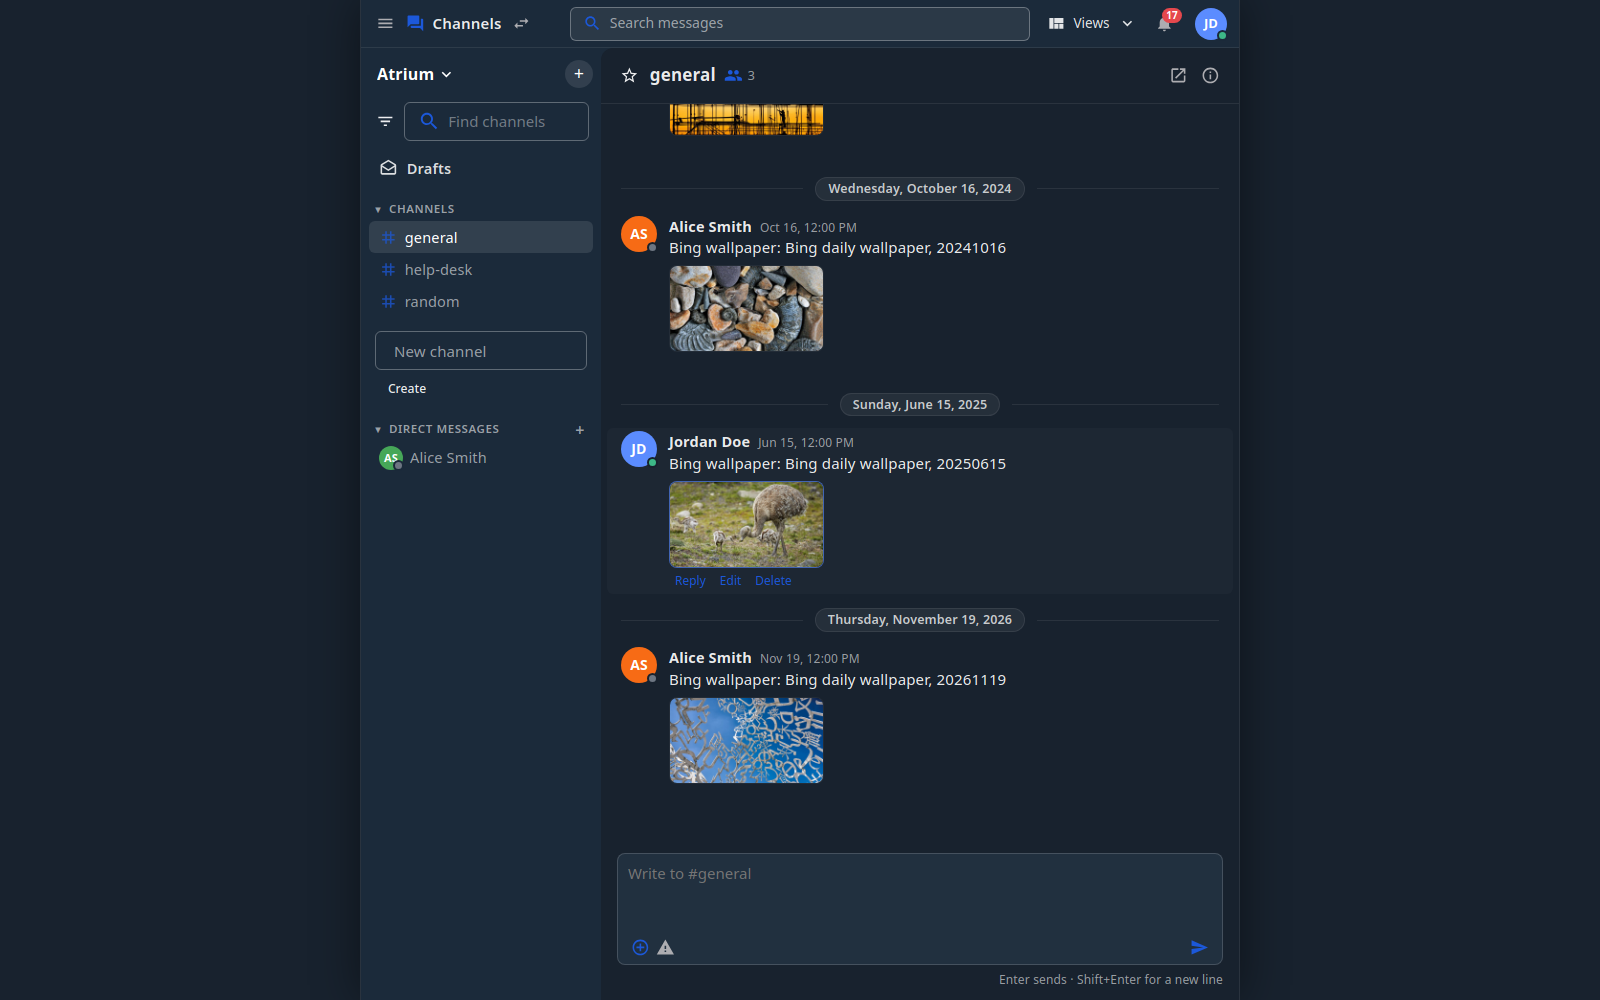 Channels
Search messages
Views
17
JD
Atrium
+
general
3
Find channels
Drafts
CHANNELS
general
help-desk
random
New channel
Create
DIRECT MESSAGES
+
AS
Alice Smith
Wednesday, October 16, 2024
AS
Alice Smith Oct 16, 12:00 PM
Bing wallpaper: Bing daily wallpaper, 20241016
Sunday, June 15, 2025
JD
Jordan Doe Jun 15, 12:00 PM
Bing wallpaper: Bing daily wallpaper, 20250615
Reply Edit Delete
Thursday, November 19, 2026
AS
Alice Smith Nov 19, 12:00 PM
Bing wallpaper: Bing daily wallpaper, 20261119
Write to #general
Enter sends · Shift+Enter for a new line